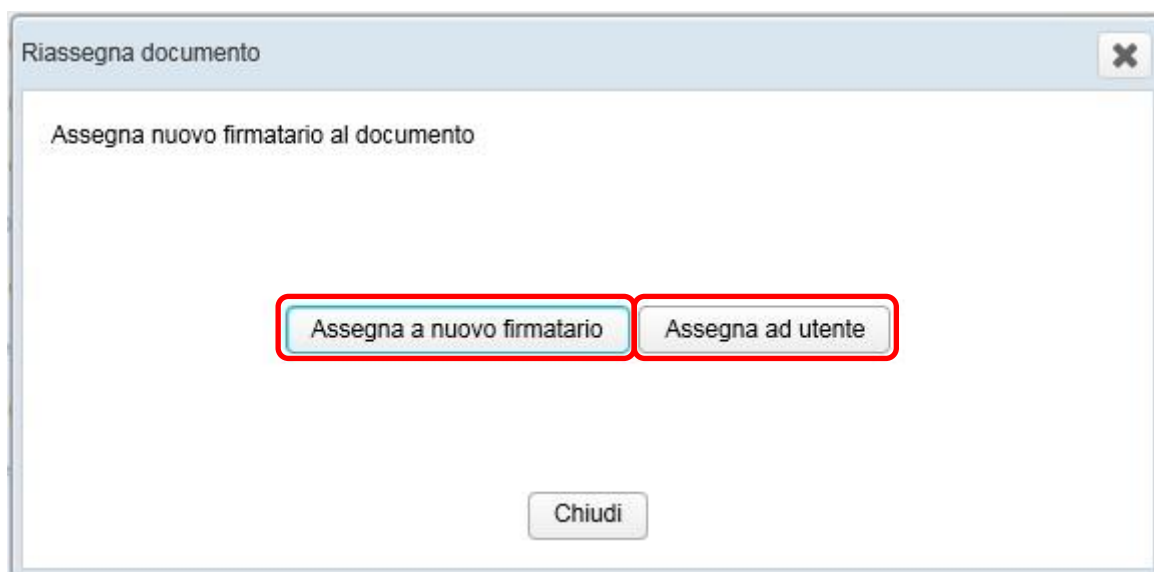 Riassegna documento
Assegna nuovo firmatario al documento
Assegna a nuovo firmatario Assegna ad utente
Chiudi